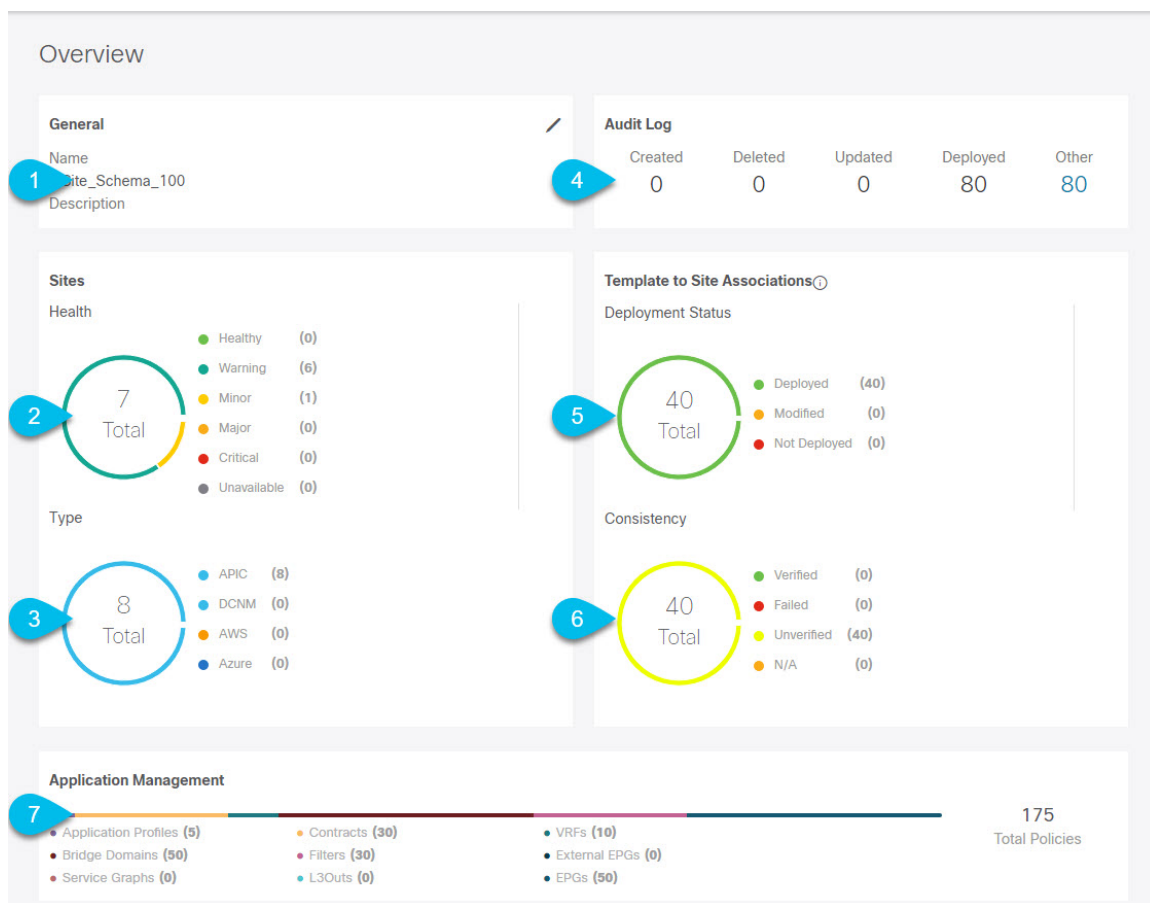 Overview
General
Name
1
Site_Schema_100
Description
Audit Log
Created Deleted Updated Deployed Other
4
0 0 0 80 80
Sites
Health
2
7
Total
Healthy (0)
Warning (6)
Minor (1)
Major (0)
Critical (0)
Unavailable (0)
Type
3
8
Total
APIC (8)
DCNM (0)
AWS (0)
Azure (0)
Template to Site Associations
Deployment Status
5
40
Total
Deployed (40)
Modified (0)
Not Deployed (0)
Consistency
6
40
Total
Verified (0)
Failed (0)
Unverified (40)
N/A (0)
Application Management
7
Application Profiles (5) Contracts (30) VRFs (10)
Bridge Domains (50) Filters (30) External EPGs (0)
Service Graphs (0) L3Outs (0) EPGs (50)
175
Total Policies